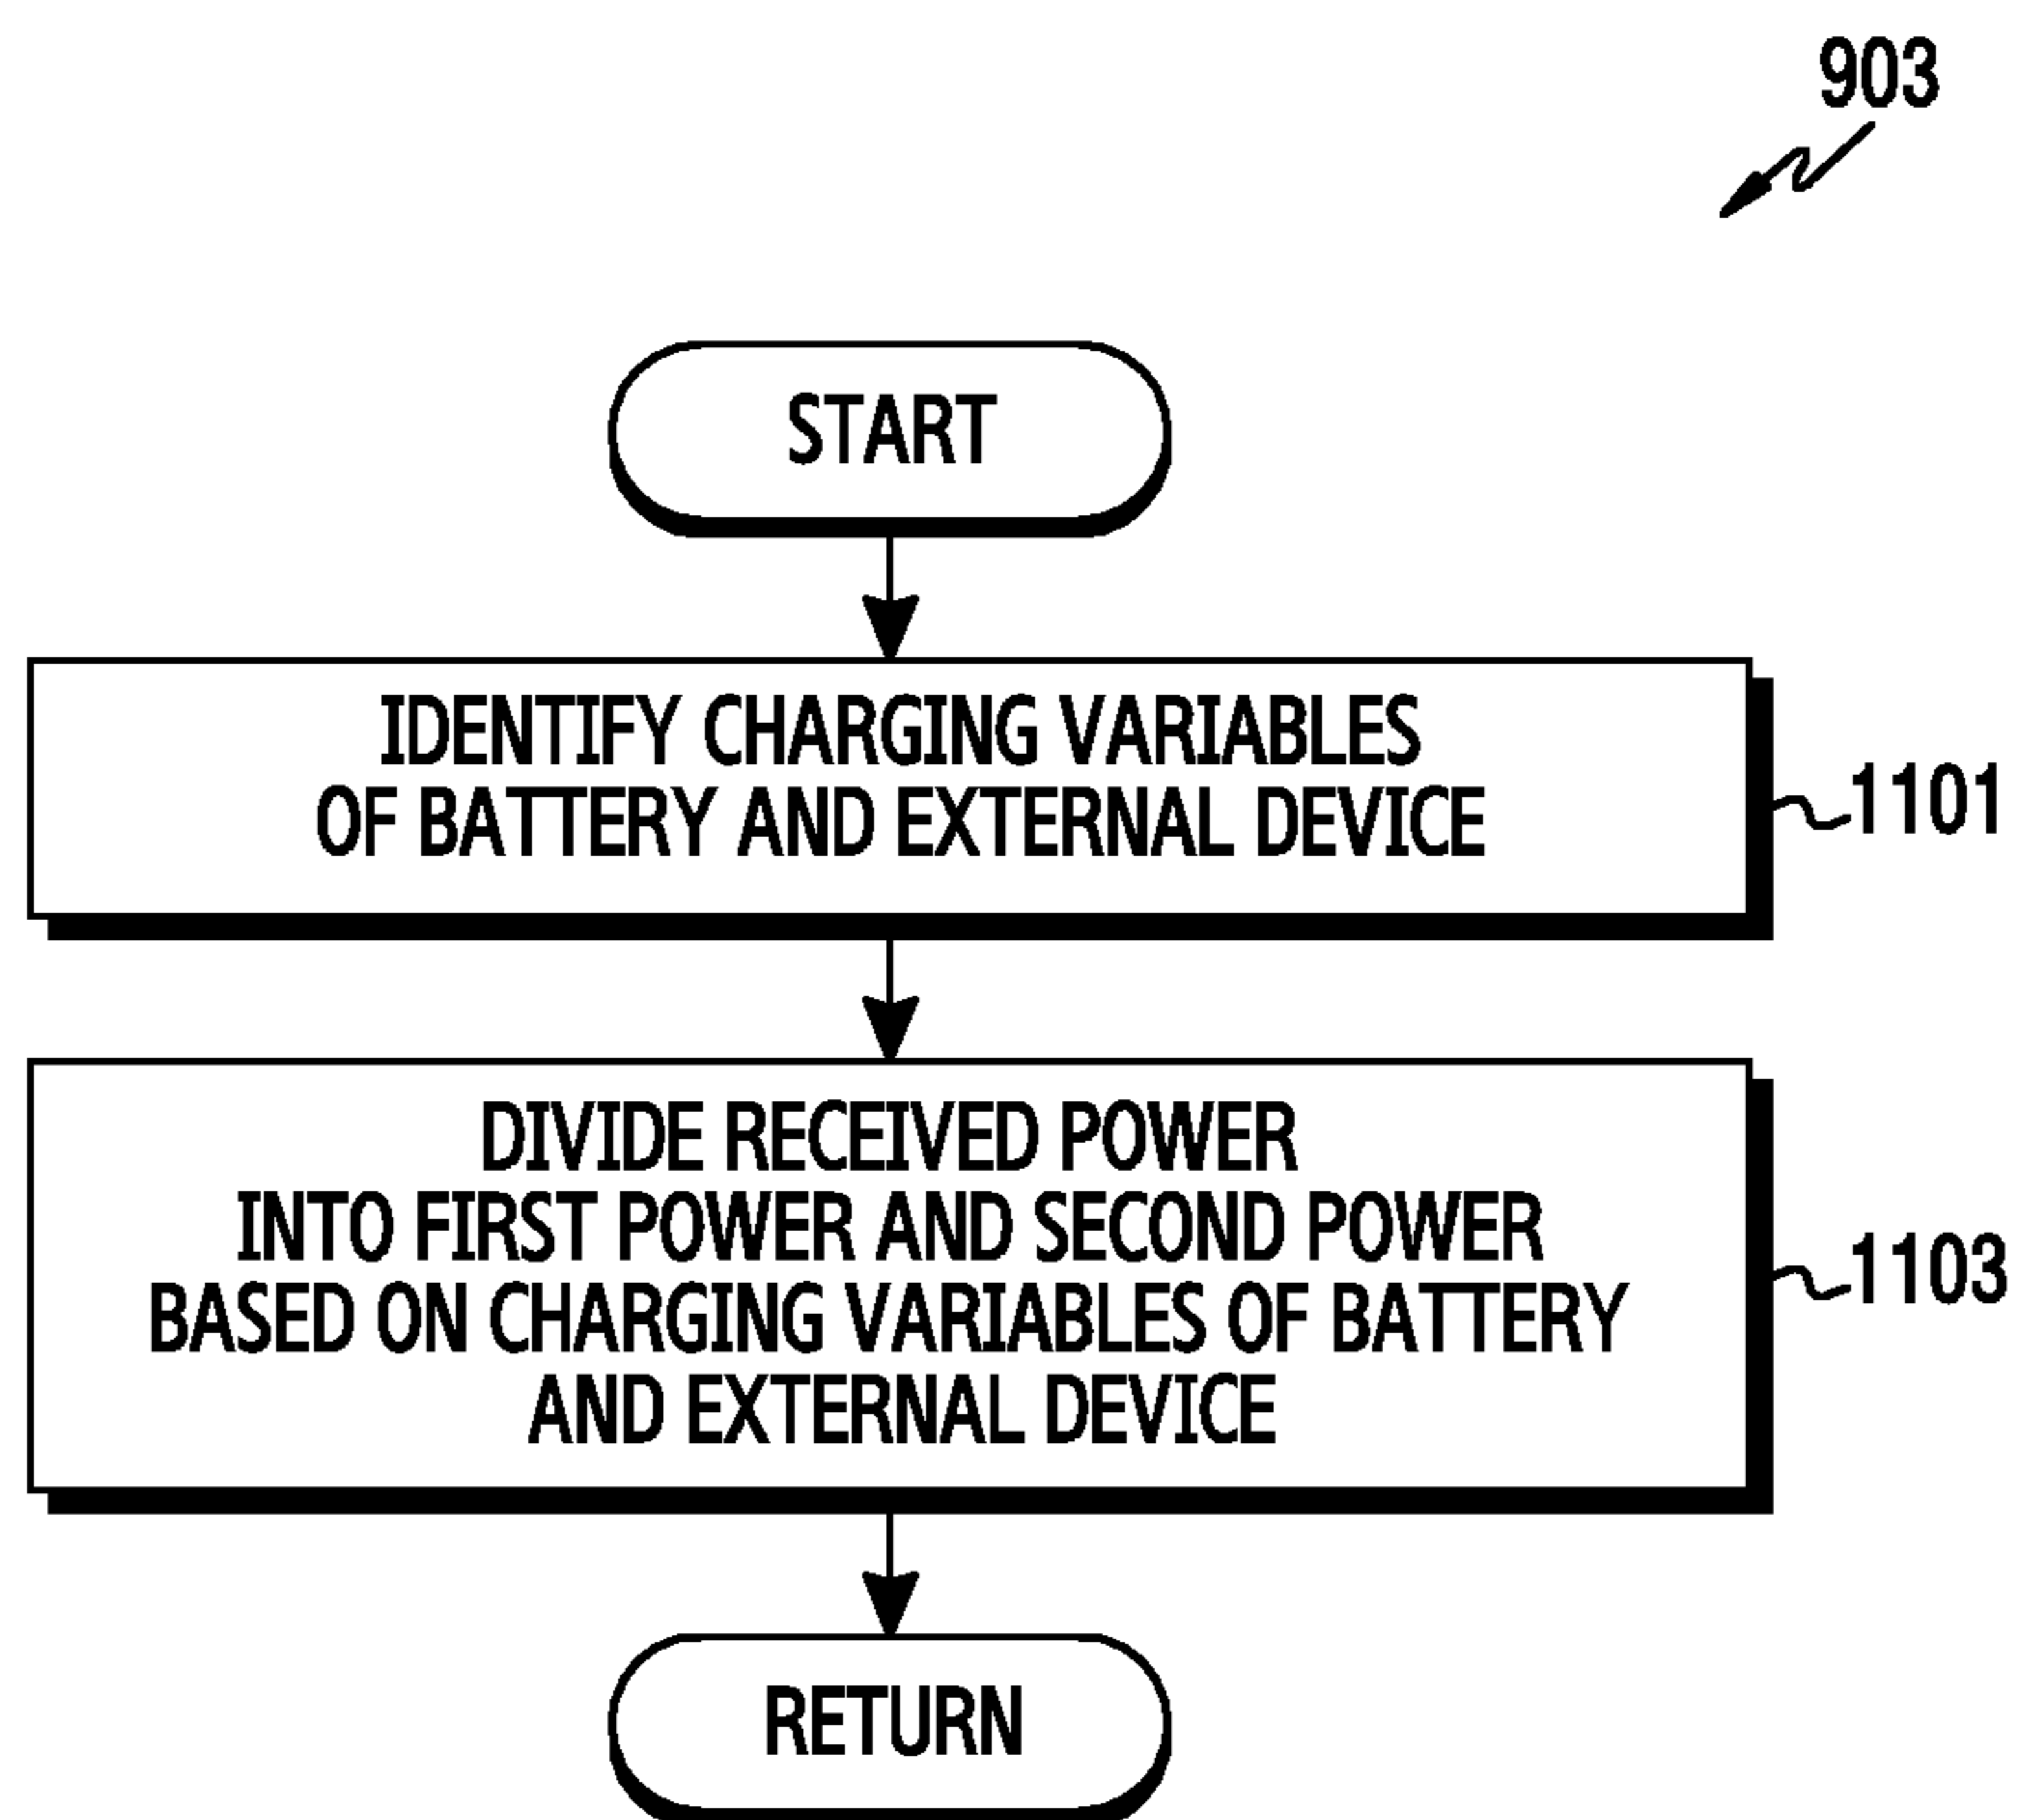 903
START
IDENTIFY CHARGING VARIABLES
OF BATTERY AND EXTERNAL DEVICE
1101
DIVIDE RECEIVED POWER
INTO FIRST POWER AND SECOND POWER
BASED ON CHARGING VARIABLES OF BATTERY
AND EXTERNAL DEVICE
1103
RETURN